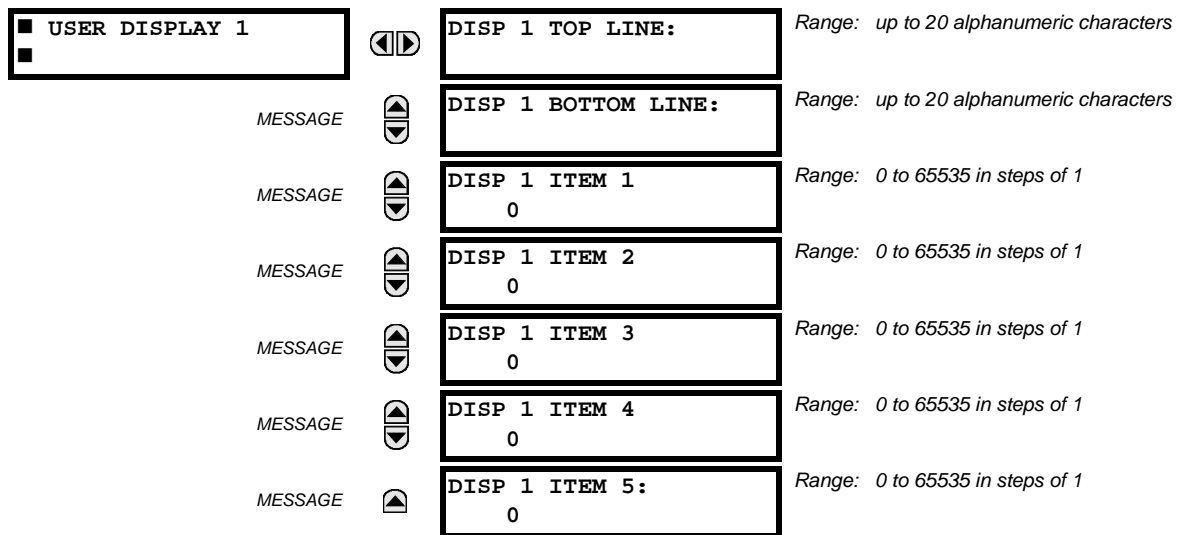 ■ USER DISPLAY 1
■
DISP 1 TOP LINE:
Range: up to 20 alphanumeric characters
MESSAGE
DISP 1 BOTTOM LINE:
Range: up to 20 alphanumeric characters
MESSAGE
DISP 1 ITEM 1
0
Range: 0 to 65535 in steps of 1
MESSAGE
DISP 1 ITEM 2
0
Range: 0 to 65535 in steps of 1
MESSAGE
DISP 1 ITEM 3
0
Range: 0 to 65535 in steps of 1
MESSAGE
DISP 1 ITEM 4
0
Range: 0 to 65535 in steps of 1
MESSAGE
DISP 1 ITEM 5:
0
Range: 0 to 65535 in steps of 1